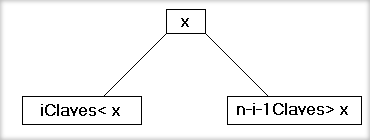 x
iClaves< x
n-i-1Claves> x